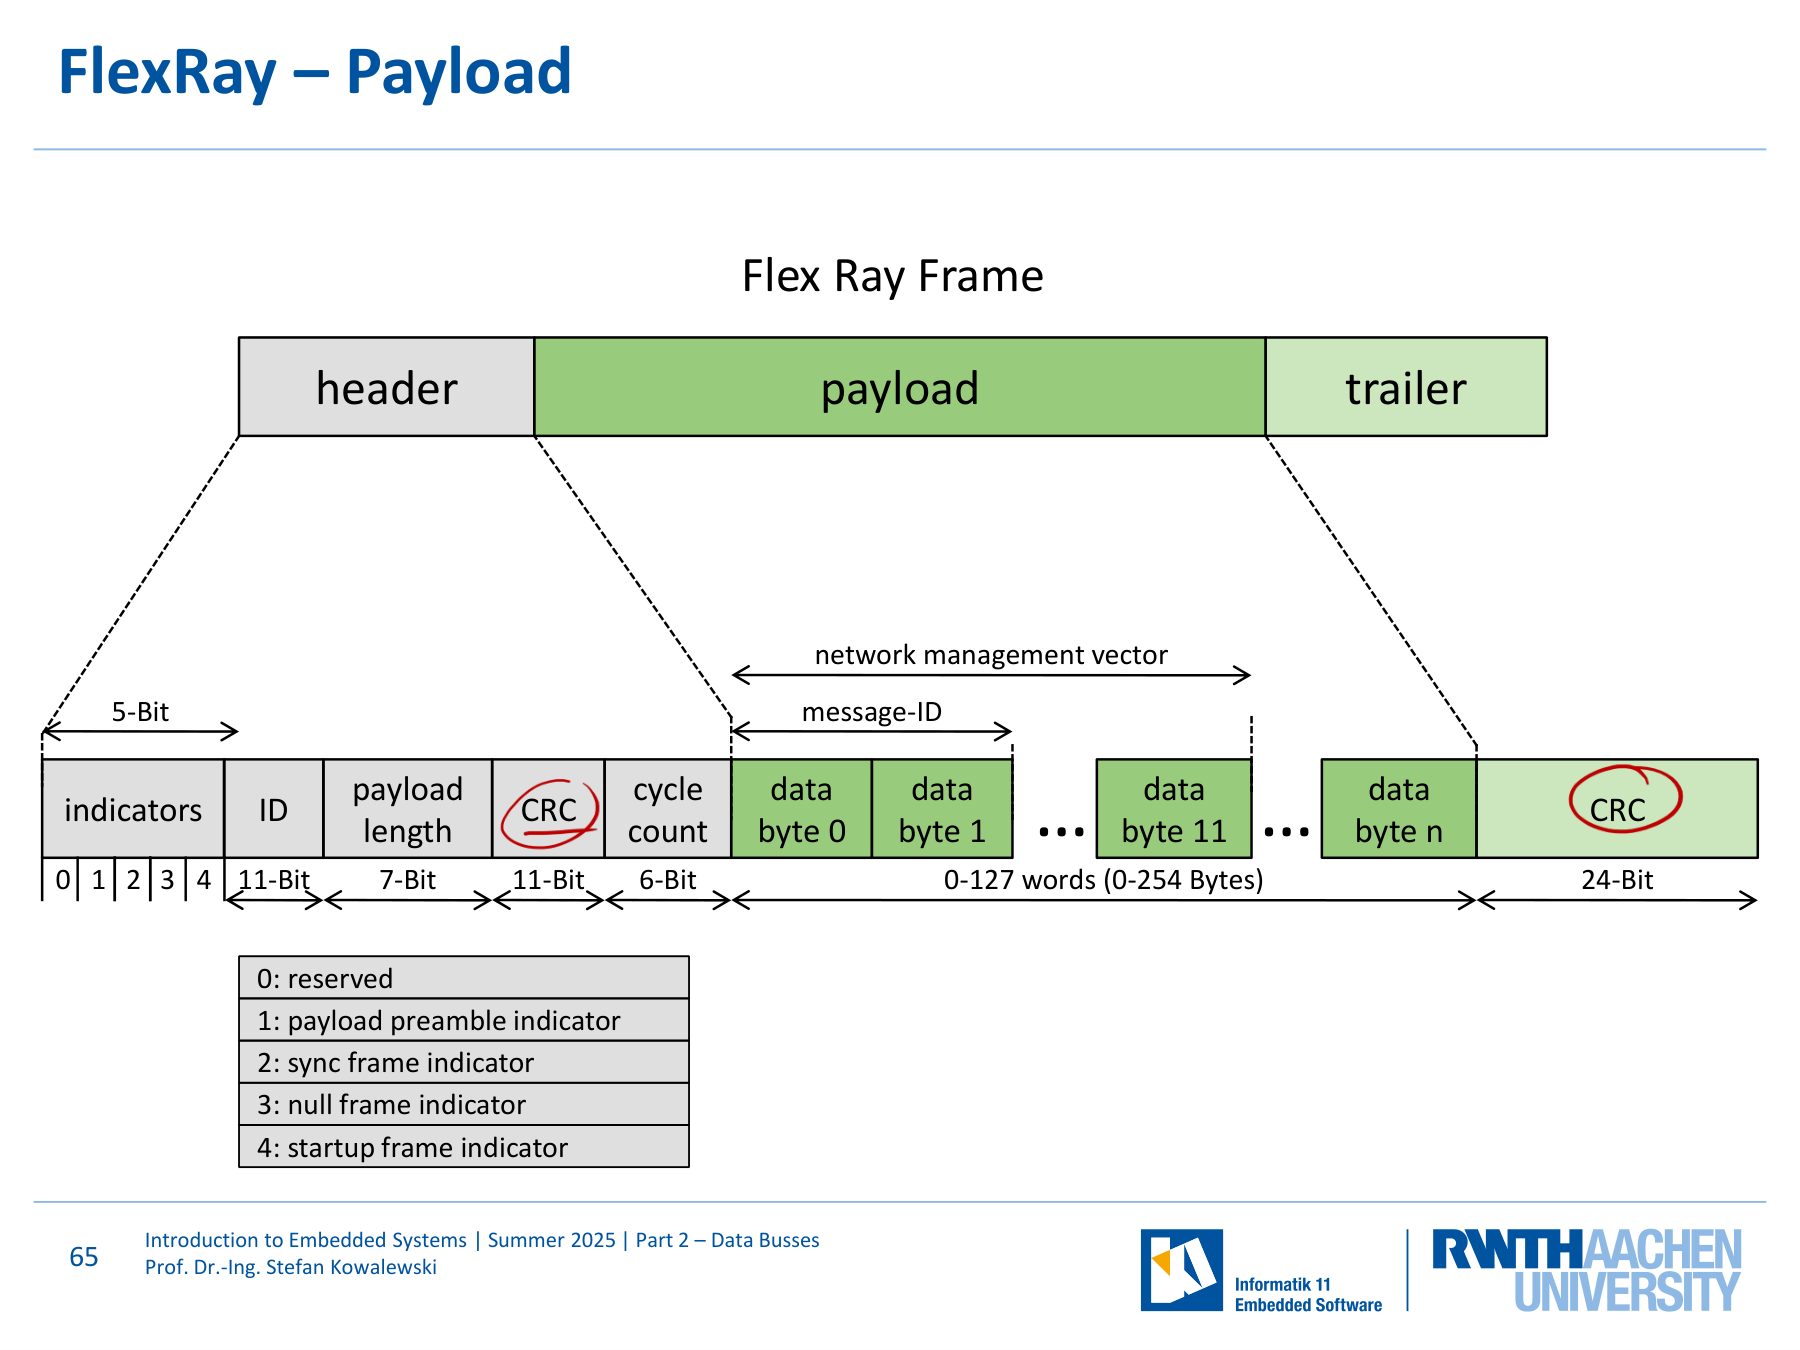 FlexRay – Payload
Flex Ray Frame
header
payload
trailer
network management vector
5-Bit
message-ID
indicators
ID
payload
length
CRC
cycle
count
data
byte 0
data
byte 1
...
data
byte 11
...
data
byte n
CRC
0 1 2 3 4
11-Bit
7-Bit
11-Bit
6-Bit
0-127 words (0-254 Bytes)
24-Bit
0: reserved
1: payload preamble indicator
2: sync frame indicator
3: null frame indicator
4: startup frame indicator
65
Introduction to Embedded Systems | Summer 2025 | Part 2 – Data Busses
Prof. Dr.-Ing. Stefan Kowalewski
Informatik 11
Embedded Software
RWTHAACHEN
UNIVERSITY